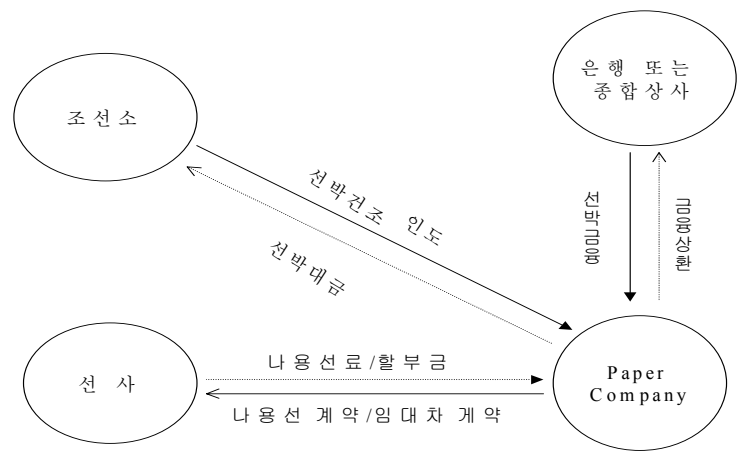 은행 또는
종합상사
조선소
선박건조 인도
선박대금
선박금융
금융상환
나용선료/할부금
선 사
Paper
Company
나용선 계약/임대차 게약